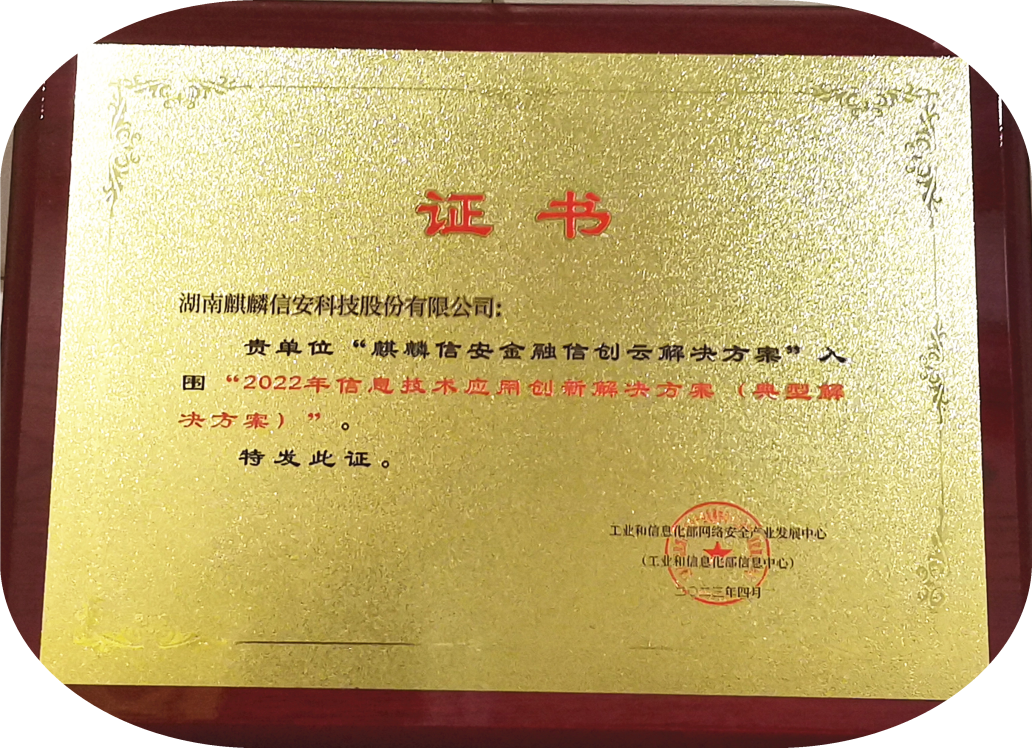 证书
湖南麒麟信安科技股份有限公司:
贵单位“麒麟信安金融信创云解决方案”入
围“2022年信息技术应用创新解决方案（典型解
决方案）”。
特发此证。
工业和信息化部网络安全产业发展中心
（工业和信息化部信息中心）
二〇二三年四月